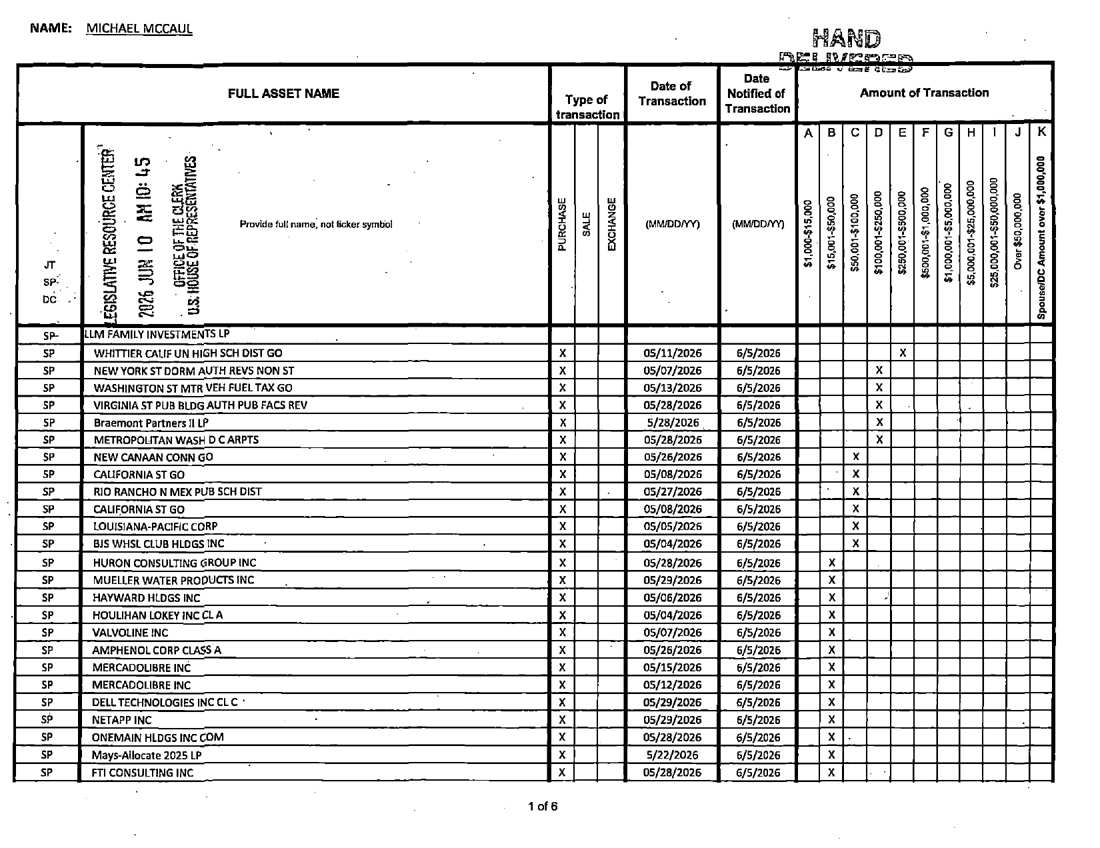 NAME: MICHAEL MCCAUL
HAND
DELIVERED
FULL ASSET NAME
Type of transaction
Date of Transaction
Date Notified of Transaction
Amount of Transaction
JT
SP
DC
LEGISLATIVE RESOURCE CENTER
2026 JUN 10 AM 10: 45
OFFICE OF THE CLERK
U.S. HOUSE OF REPRESENTATIVES
Provide full name, not ticker symbol
PURCHASE
SALE
EXCHANGE
(MM/DD/YY)
(MM/DD/YY)
A B C D E F G H I J K
$1,000-$15,000
$15,001-$50,000
$50,001-$100,000
$100,001-$250,000
$250,001-$500,000
$500,001-$1,000,000
$1,000,001-$5,000,000
$5,000,001-$25,000,000
$25,000,001-$50,000,000
Over $50,000,000
Spouse/DC Amount over $1,000,000
SP LLM FAMILY INVESTMENTS LP
SP WHITTIER CALIF UN HIGH SCH DIST GO X 05/11/2026 6/5/2026 X
SP NEW YORK ST DORM AUTH REVS NON ST X 05/07/2026 6/5/2026 X
SP WASHINGTON ST MTR VEH FUEL TAX GO X 05/13/2026 6/5/2026 X
SP VIRGINIA ST PUB BLDG AUTH PUB FACS REV X 05/28/2026 6/5/2026 X
SP Braemont Partners II LP X 5/28/2026 6/5/2026 X
SP METROPOLITAN WASH D C ARPTS X 05/28/2026 6/5/2026 X
SP NEW CANAAN CONN GO X 05/26/2026 6/5/2026 X
SP CALIFORNIA ST GO X 05/08/2026 6/5/2026 X
SP RIO RANCHO N MEX PUB SCH DIST X 05/27/2026 6/5/2026 X
SP CALIFORNIA ST GO X 05/08/2026 6/5/2026 X
SP LOUISIANA-PACIFIC CORP X 05/05/2026 6/5/2026 X
SP BJS WHSL CLUB HLDGS INC X 05/04/2026 6/5/2026 X
SP HURON CONSULTING GROUP INC X 05/28/2026 6/5/2026 X
SP MUELLER WATER PRODUCTS INC X 05/29/2026 6/5/2026 X
SP HAYWARD HLDGS INC X 05/06/2026 6/5/2026 X
SP HOULIHAN LOKEY INC CL A X 05/04/2026 6/5/2026 X
SP VALVOLINE INC X 05/07/2026 6/5/2026 X
SP AMPHENOL CORP CLASS A X 05/26/2026 6/5/2026 X
SP MERCADOLIBRE INC X 05/15/2026 6/5/2026 X
SP MERCADOLIBRE INC X 05/12/2026 6/5/2026 X
SP DELL TECHNOLOGIES INC CL C X 05/29/2026 6/5/2026 X
SP NETAPP INC X 05/29/2026 6/5/2026 X
SP ONEMAIN HLDGS INC COM X 05/28/2026 6/5/2026 X
SP Mays-Allocate 2025 LP X 5/22/2026 6/5/2026 X
SP FTI CONSULTING INC X 05/28/2026 6/5/2026 X
1 of 6